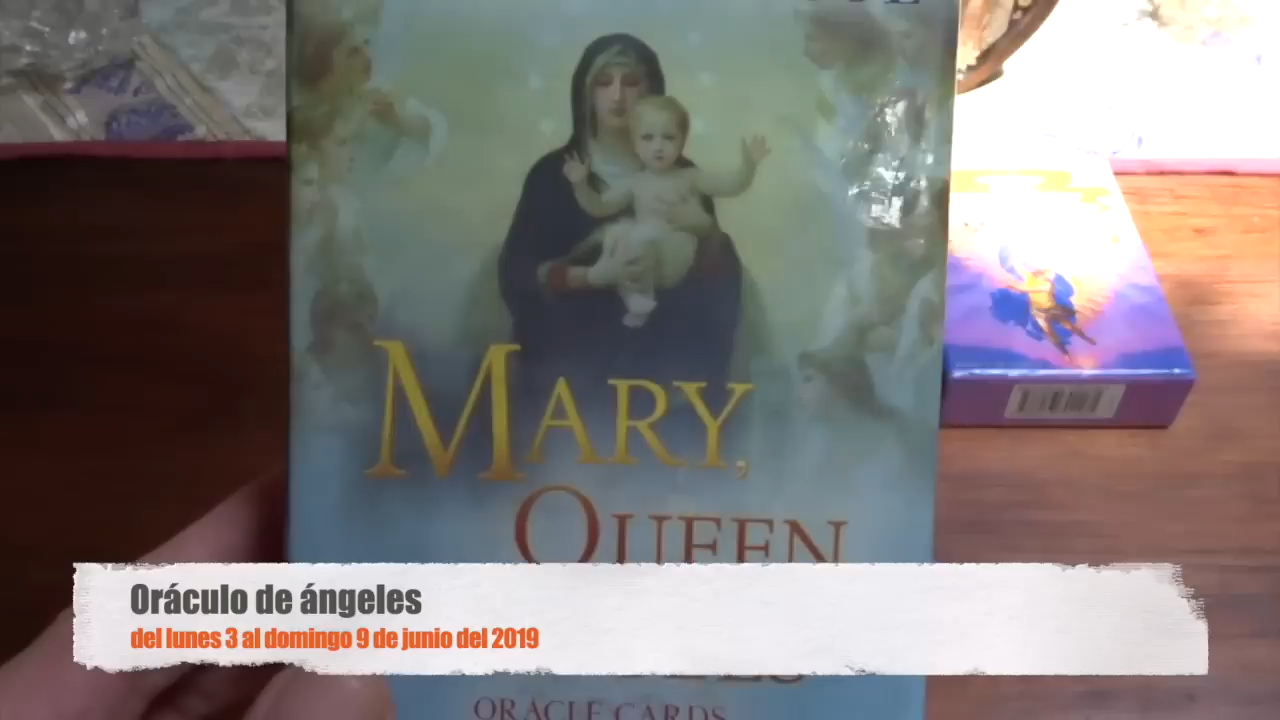 MARY,
QUEEN
Oráculo de ángeles
del lunes 3 al domingo 9 de junio del 2019
ORACLE CARDS